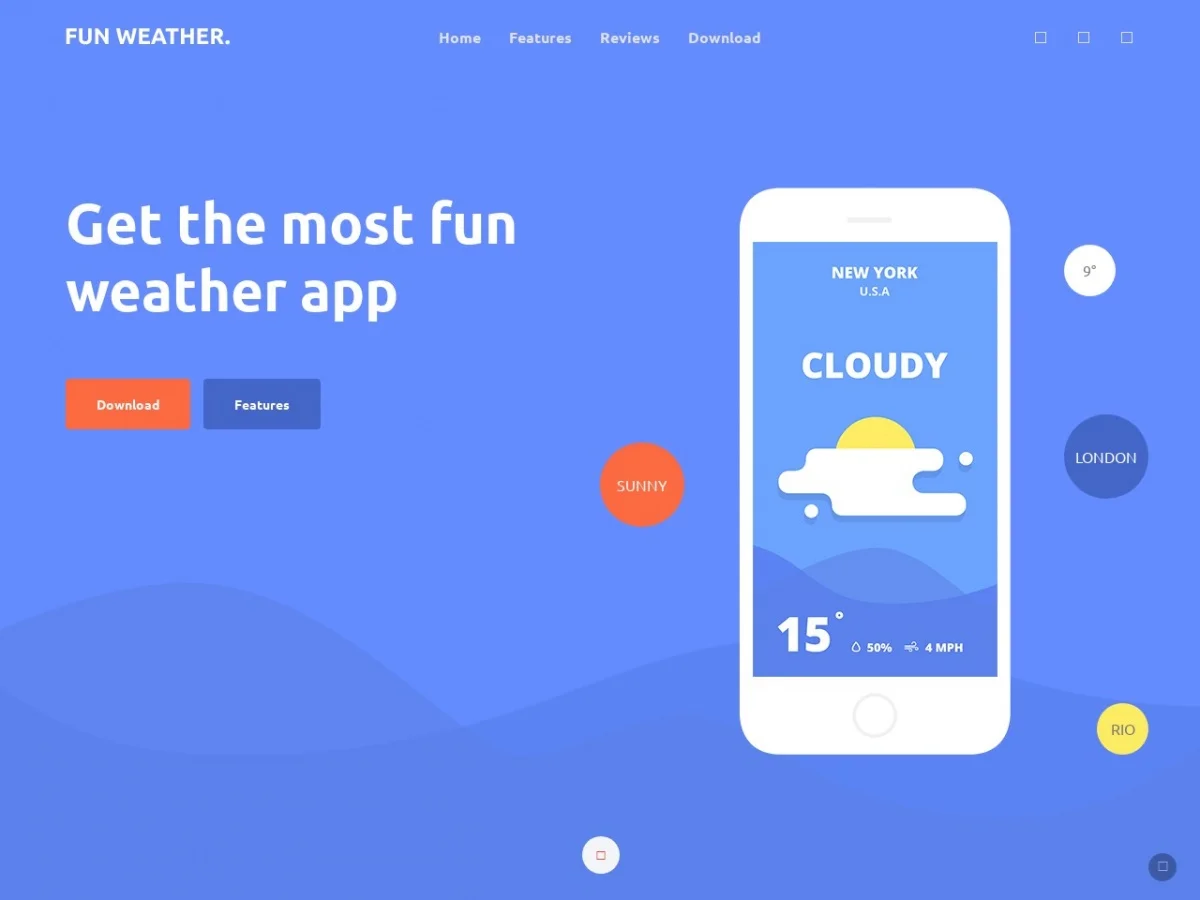 FUN WEATHER.
Home Features Reviews Download
Get the most fun
weather app
Download Features
SUNNY
NEW YORK
U.S.A
CLOUDY
15°
50% 4 MPH
9°
LONDON
RIO